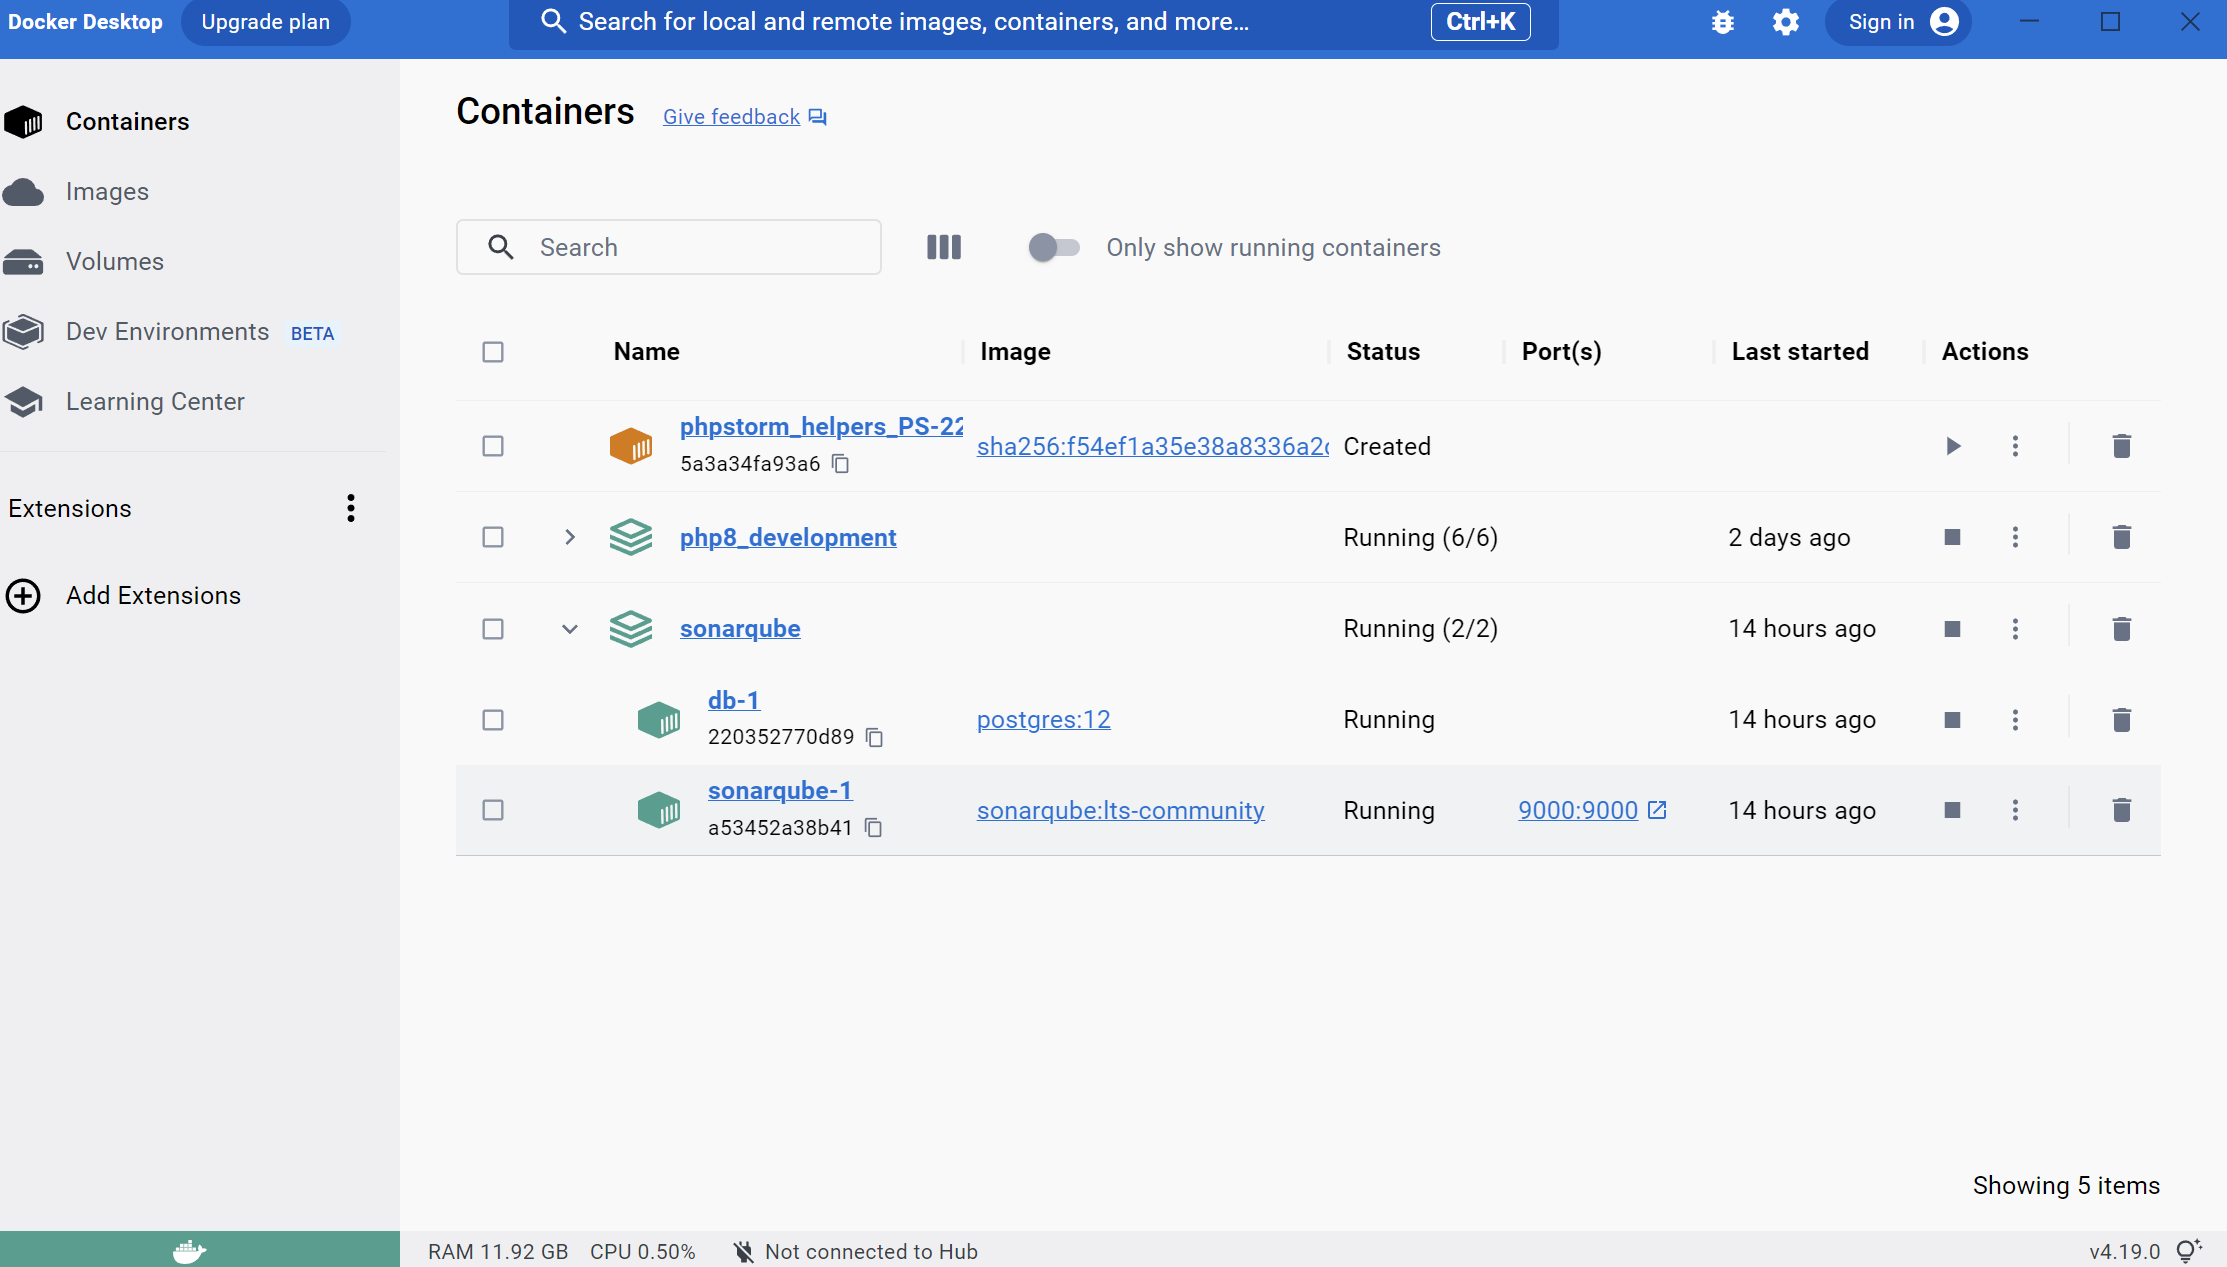 Docker Desktop Upgrade plan Search for local and remote images, containers, and more... Ctrl+K Sign in
Containers
Images
Volumes
Dev Environments BETA
Learning Center
Extensions
Add Extensions
Containers Give feedback
Search Only show running containers
Name Image Status Port(s) Last started Actions
phpstorm_helpers_PS-22
5a3a34fa93a6
sha256:f54ef1a35e38a8336a2 Created
php8_development Running (6/6) 2 days ago
sonarqube Running (2/2) 14 hours ago
db-1
220352770d89
postgres:12 Running 14 hours ago
sonarqube-1
a53452a38b41
sonarqube:lts-community Running 9000:9000 14 hours ago
Showing 5 items
RAM 11.92 GB CPU 0.50% Not connected to Hub v4.19.0